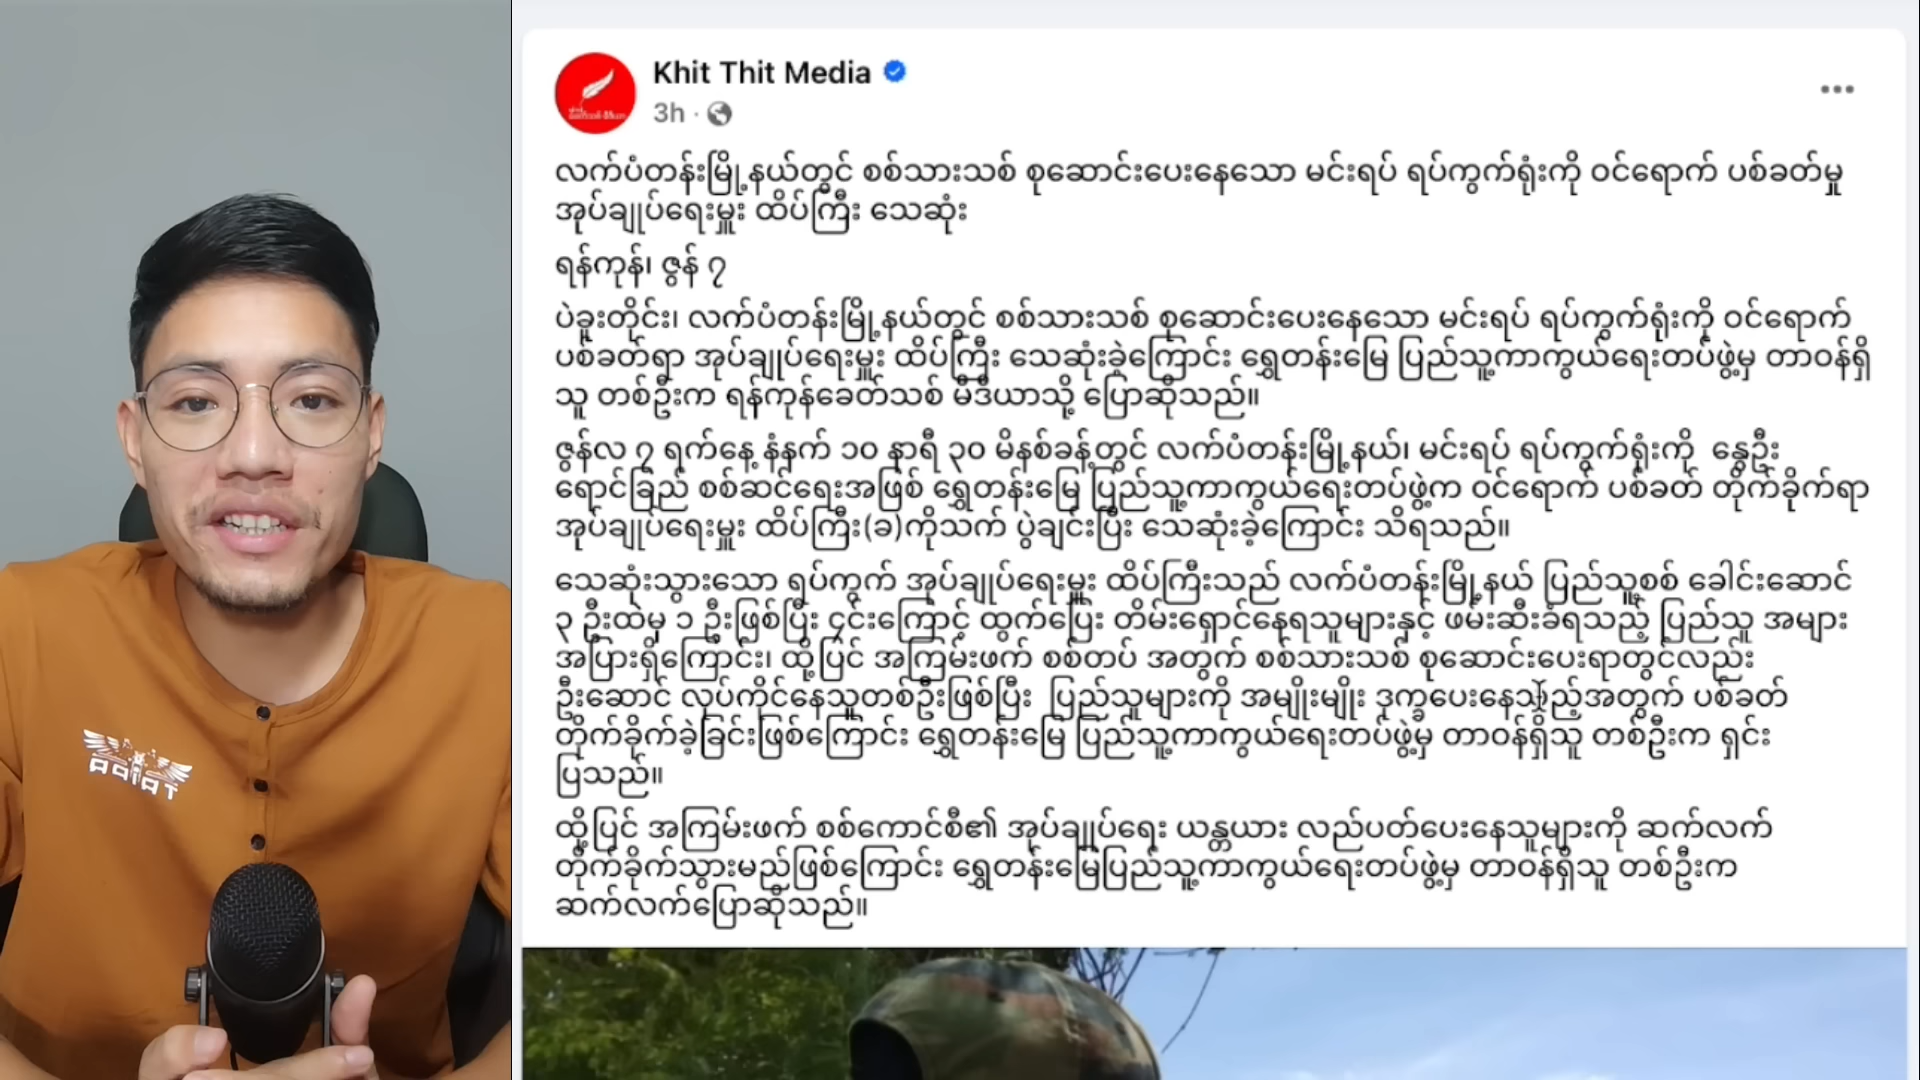 Khit Thit Media
3h ·
လက်ပံတန်းမြို့နယ်တွင် စစ်သားသစ် စုဆောင်းပေးနေသော မင်းရပ် ရပ်ကွက်ရုံးကို ဝင်ရောက် ပစ်ခတ်မှု
အုပ်ချုပ်ရေးမှူး ထိပ်ကြီး သေဆုံး
ရန်ကုန်၊ ဇွန် ၇
ပဲခူးတိုင်း၊ လက်ပံတန်းမြို့နယ်တွင် စစ်သားသစ် စုဆောင်းပေးနေသော မင်းရပ် ရပ်ကွက်ရုံးကို ဝင်ရောက်
ပစ်ခတ်ရာ အုပ်ချုပ်ရေးမှူး ထိပ်ကြီး သေဆုံးခဲ့ကြောင်း ရွှေတန်းမြေ ပြည်သူ့ကာကွယ်ရေးတပ်ဖွဲ့မှ တာဝန်ရှိ
သူ တစ်ဦးက ရန်ကုန်ခေတ်သစ် မီဒီယာသို့ ပြောဆိုသည်။
ဇွန်လ ၇ ရက်နေ့ နံနက် ၁၀ နာရီ ၃၀ မိနစ်ခန့်တွင် လက်ပံတန်းမြို့နယ်၊ မင်းရပ် ရပ်ကွက်ရုံးကို နွေဦး
ရောင်ခြည် စစ်ဆင်ရေးအဖြစ် ရွှေတန်းမြေ ပြည်သူ့ကာကွယ်ရေးတပ်ဖွဲ့က ဝင်ရောက် ပစ်ခတ် တိုက်ခိုက်ရာ
အုပ်ချုပ်ရေးမှူး ထိပ်ကြီး(ခ)ကိုသက် ပွဲချင်းပြီး သေဆုံးခဲ့ကြောင်း သိရသည်။
သေဆုံးသွားသော ရပ်ကွက် အုပ်ချုပ်ရေးမှူး ထိပ်ကြီးသည် လက်ပံတန်းမြို့နယ် ပြည်သူ့စစ် ခေါင်းဆောင်
၃ ဦးထဲမှ ၁ ဦးဖြစ်ပြီး ၎င်းကြောင့် ထွက်ပြေး တိမ်းရှောင်နေရသူများနှင့် ဖမ်းဆီးခံရသည့် ပြည်သူ အများ
အပြားရှိကြောင်း၊ ထို့ပြင် အကြမ်းဖက် စစ်တပ် အတွက် စစ်သားသစ် စုဆောင်းပေးရာတွင်လည်း
ဦးဆောင် လုပ်ကိုင်နေသူတစ်ဦးဖြစ်ပြီး ပြည်သူများကို အမျိုးမျိုး ဒုက္ခပေးနေသည့်အတွက် ပစ်ခတ်
တိုက်ခိုက်ခဲ့ခြင်းဖြစ်ကြောင်း ရွှေတန်းမြေ ပြည်သူ့ကာကွယ်ရေးတပ်ဖွဲ့မှ တာဝန်ရှိသူ တစ်ဦးက ရှင်း
ပြသည်။
ထို့ပြင် အကြမ်းဖက် စစ်ကောင်စီ၏ အုပ်ချုပ်ရေး ယန္တယား လည်ပတ်ပေးနေသူများကို ဆက်လက်
တိုက်ခိုက်သွားမည်ဖြစ်ကြောင်း ရွှေတန်းမြေပြည်သူ့ကာကွယ်ရေးတပ်ဖွဲ့မှ တာဝန်ရှိသူ တစ်ဦးက
ဆက်လက်ပြောဆိုသည်။